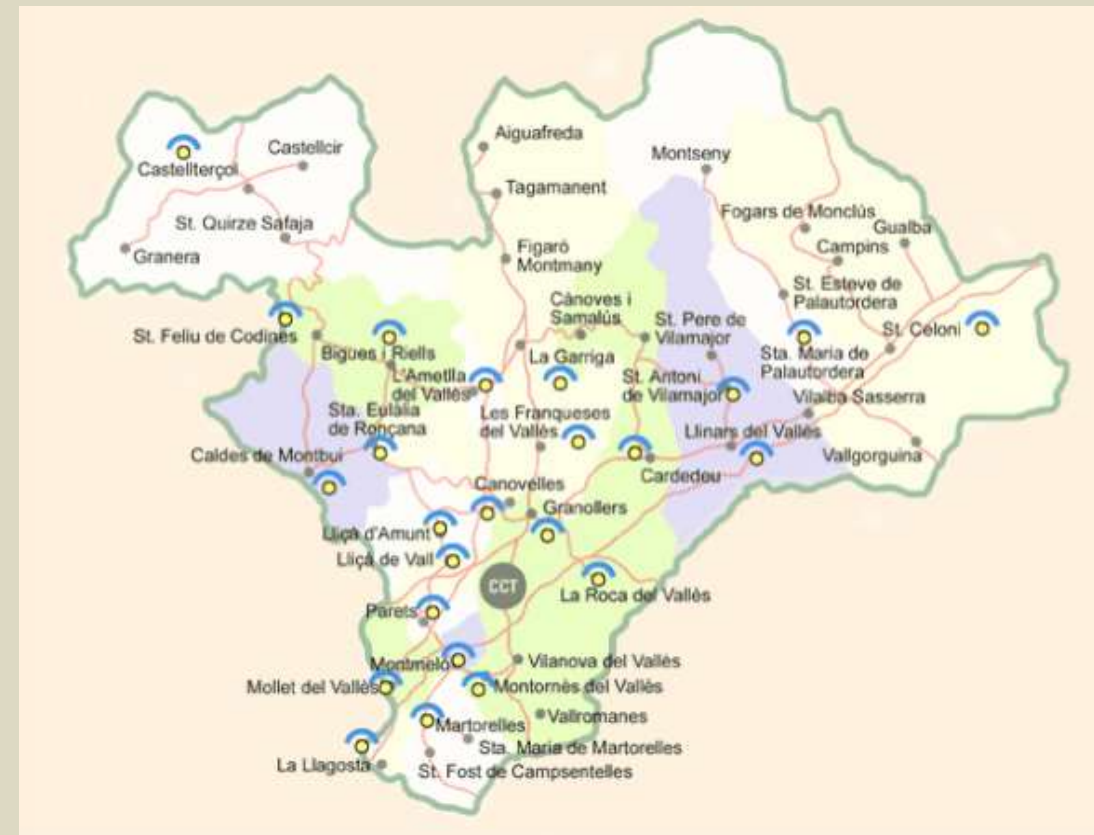 Aiguafreda
Castellcir
Montseny
Castellterçol
Tagamanent
Fogars de Monclús
St. Quirze Safaja
Gualba
Granera
Figaró
Montmany
Campins
St. Esteve de
Palautordera
Cànoves i
Samalús
St. Pere de
Vilamajor
St. Celoni
St. Feliu de Codines
Bigues i Riells
La Garriga
Sta. Maria de
Palautordera
L'Ametlla
del Vallès
St. Antoni
de Vilamajor
Vilalba Sasserra
Sta. Eulàlia
de Ronçana
Les Franqueses
del Vallès
Llinars del Vallès
Caldes de Montbui
Vallgorguina
Cardedeu
Canovelles
Granollers
Lliçà d'Amunt
Lliçà de Vall
CCT
La Roca del Vallès
Parets
Montmeló
Vilanova del Vallès
Mollet del Vallès
Montornès del Vallès
Vallromanes
Martorelles
Sta. Maria de Martorelles
La Llagosta
St. Fost de Campsentelles